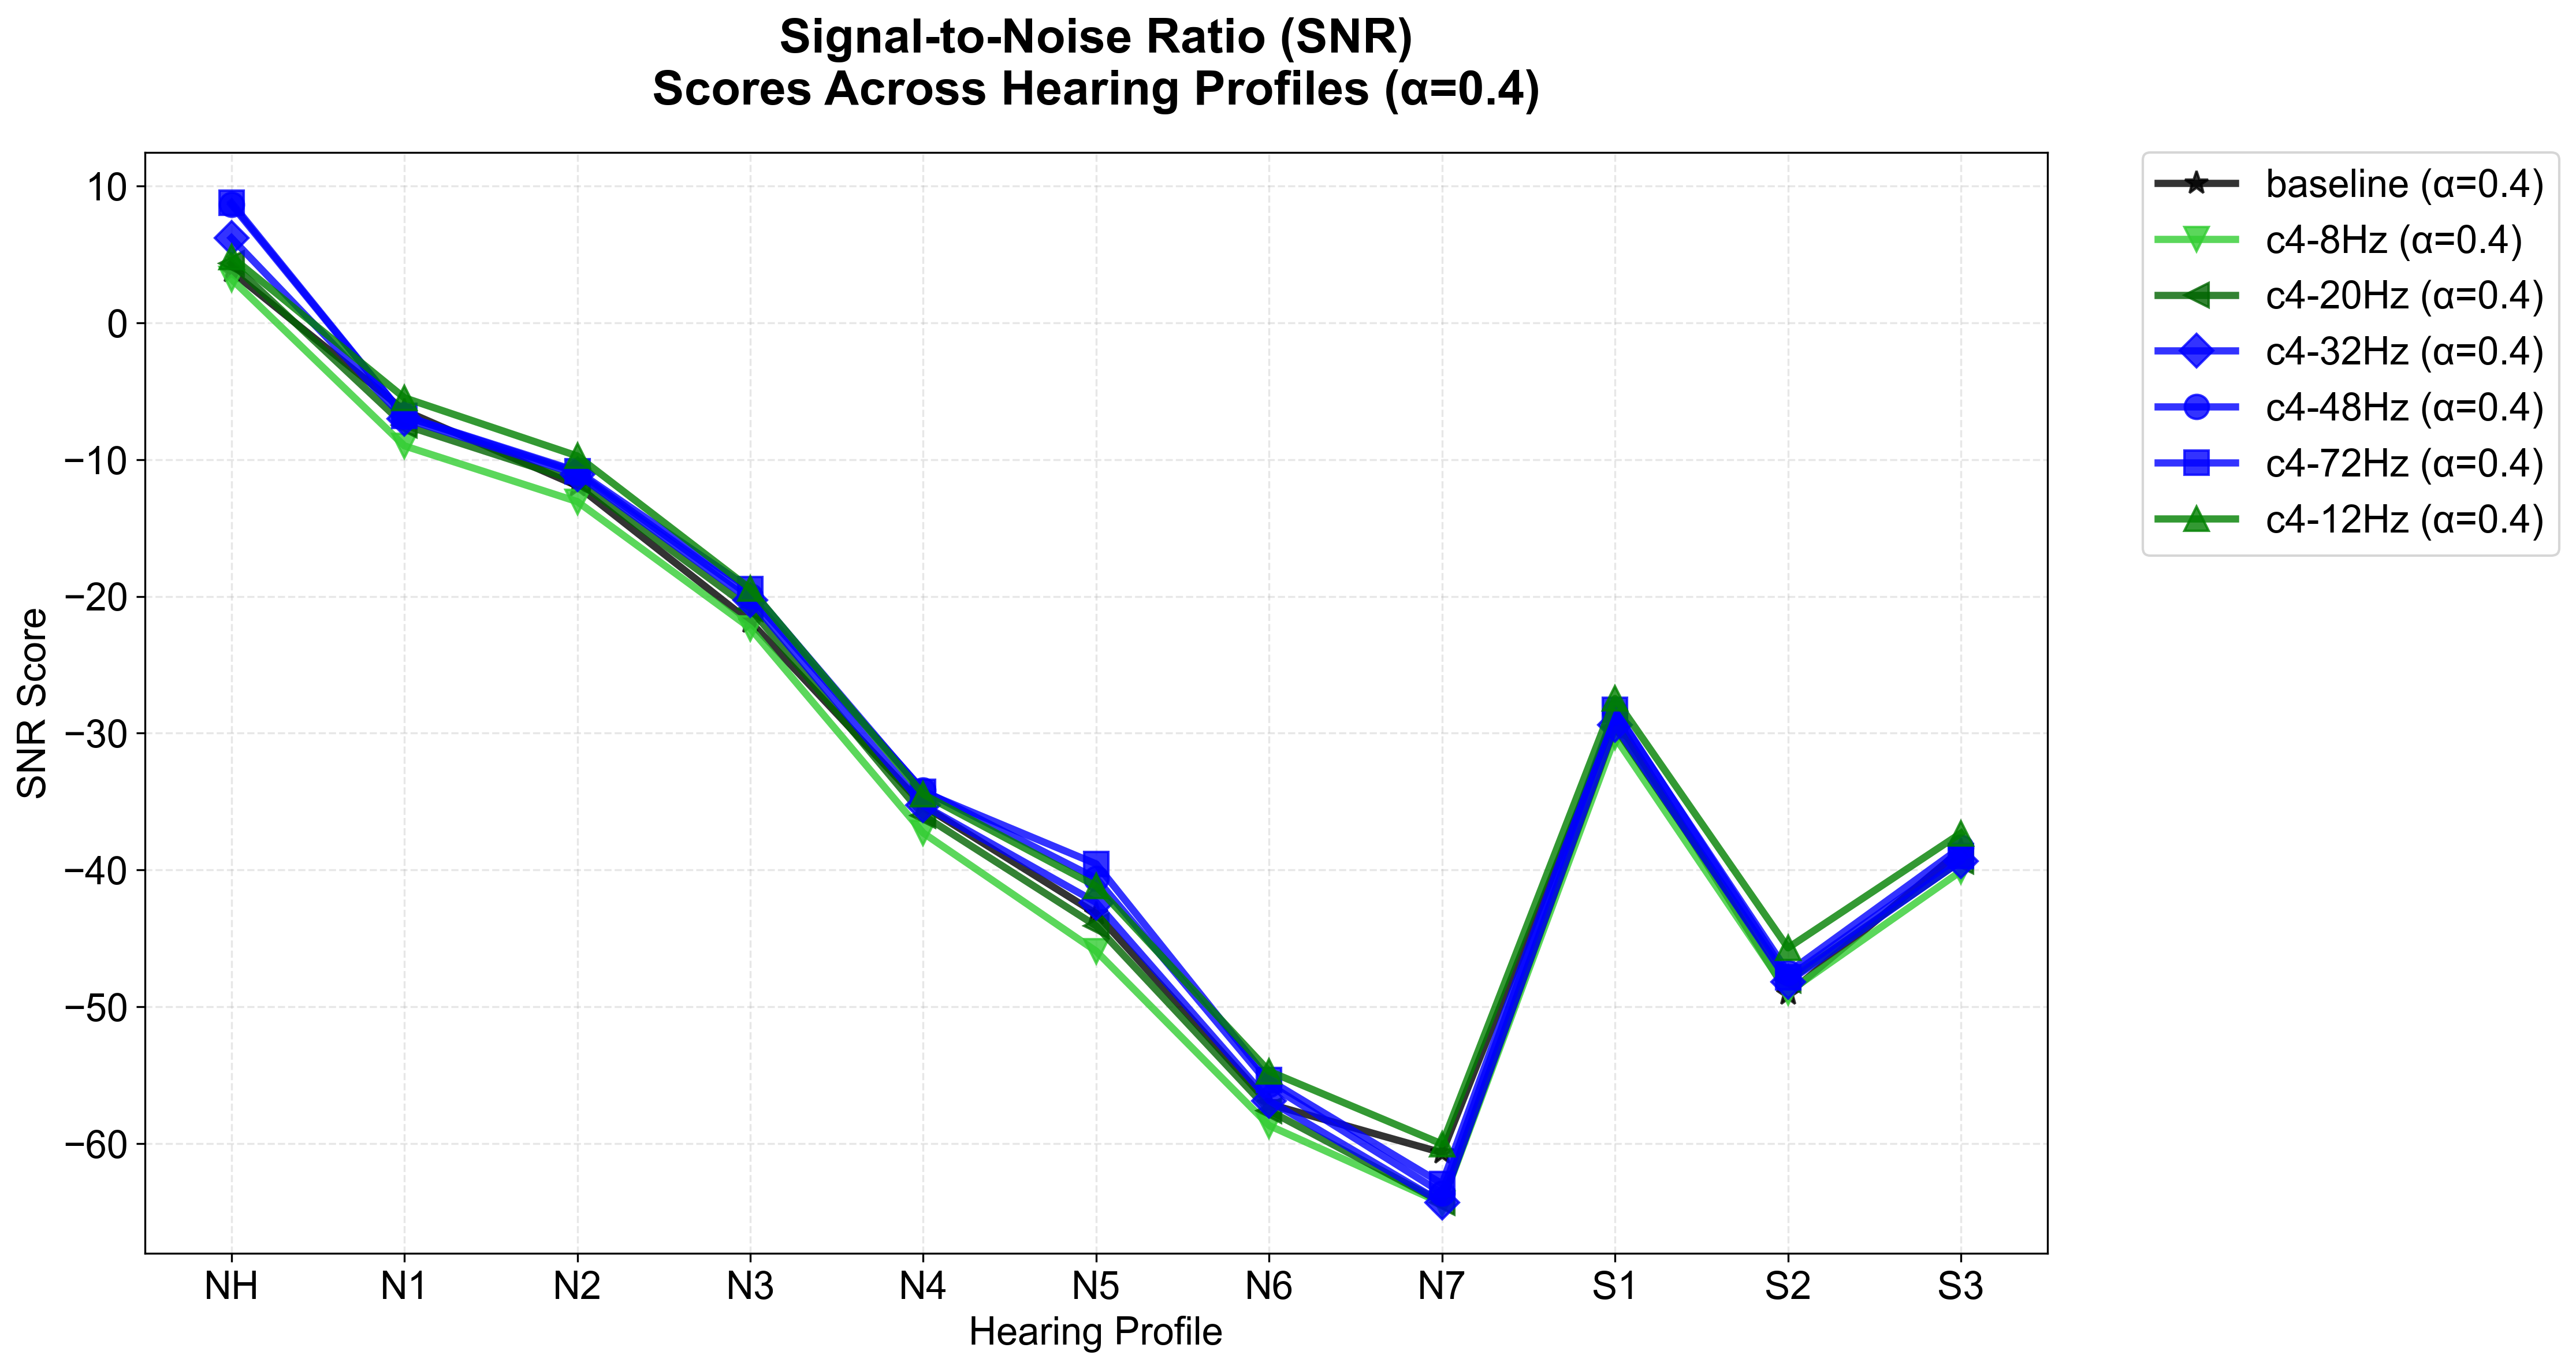 Signal-to-Noise Ratio (SNR)
Scores Across Hearing Profiles (α=0.4)
SNR Score
10
0
−10
−20
−30
−40
−50
−60
NH
N1
N2
N3
N4
N5
N6
N7
S1
S2
S3
Hearing Profile
baseline (α=0.4)
c4-8Hz (α=0.4)
c4-20Hz (α=0.4)
c4-32Hz (α=0.4)
c4-48Hz (α=0.4)
c4-72Hz (α=0.4)
c4-12Hz (α=0.4)